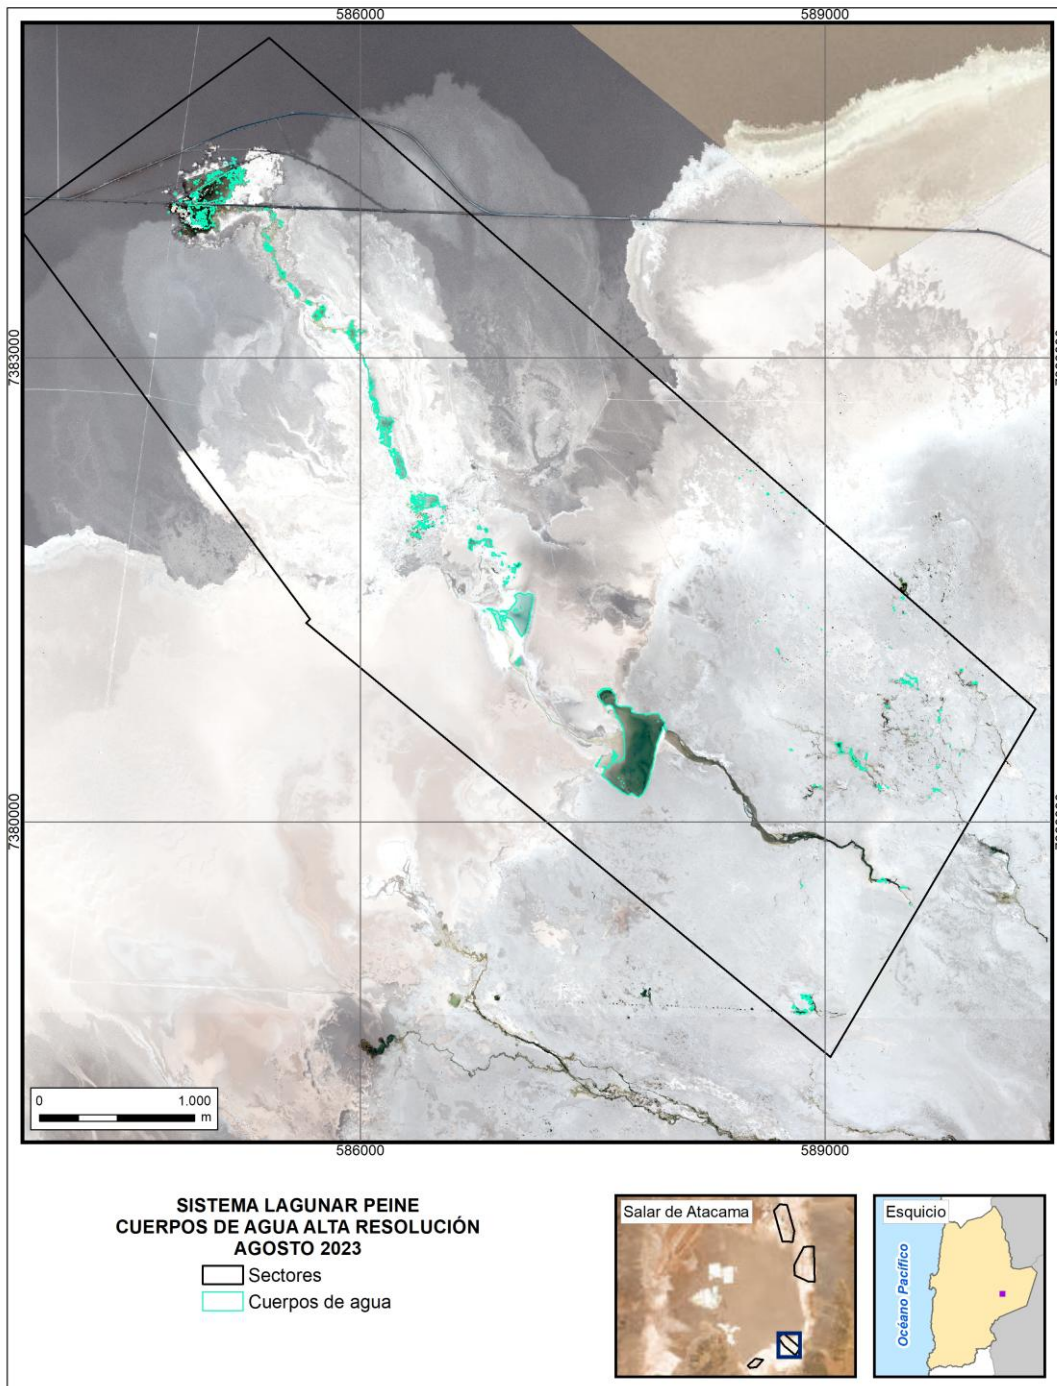 586000
589000
7383000
7380000
0
1.000
m
586000
589000
SISTEMA LAGUNAR PEINE
CUERPOS DE AGUA ALTA RESOLUCIÓN
AGOSTO 2023
Sectores
Cuerpos de agua
Salar de Atacama
Esquicio
Océano Pacífico